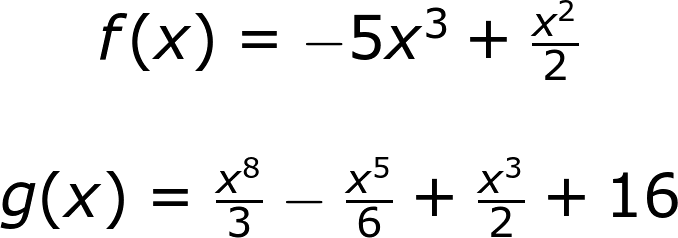 f(x) = −5x³ + x²/2
g(x) = x⁸/3 − x⁵/6 + x³/2 + 16